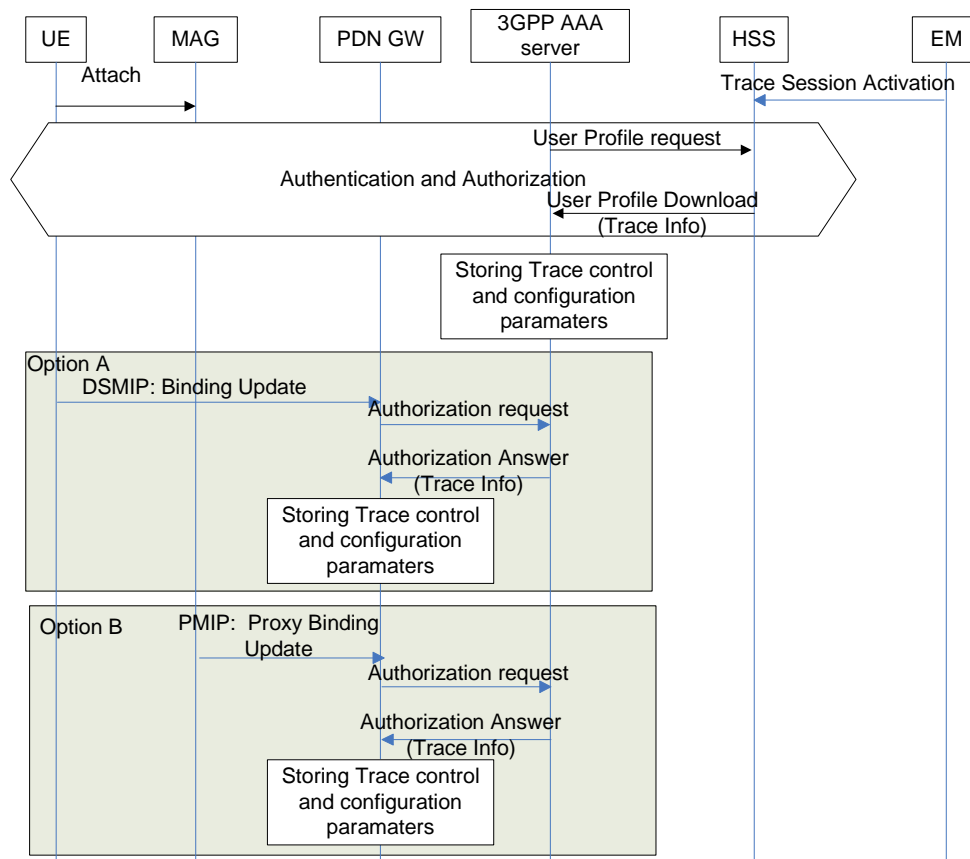 UE
MAG
PDN GW
3GPP AAA
server
HSS
EM
Attach
Trace Session Activation
User Profile request
Authentication and Authorization
User Profile Download
(Trace Info)
Storing Trace control
and configuration
paramaters
Option A
DSMIP: Binding Update
Authorization request
Authorization Answer
(Trace Info)
Storing Trace control
and configuration
paramaters
Option B
PMIP: Proxy Binding
Update
Authorization request
Authorization Answer
(Trace Info)
Storing Trace control
and configuration
paramaters